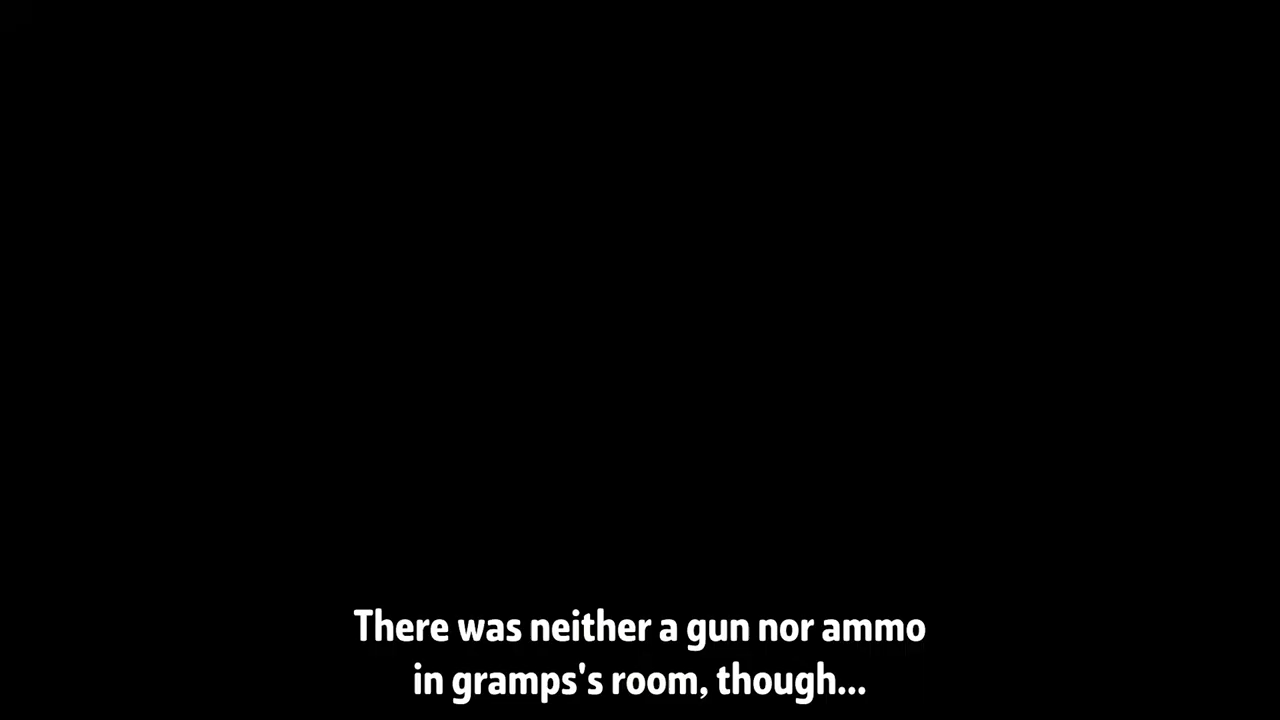 There was neither a gun nor ammo
in gramps's room, though...